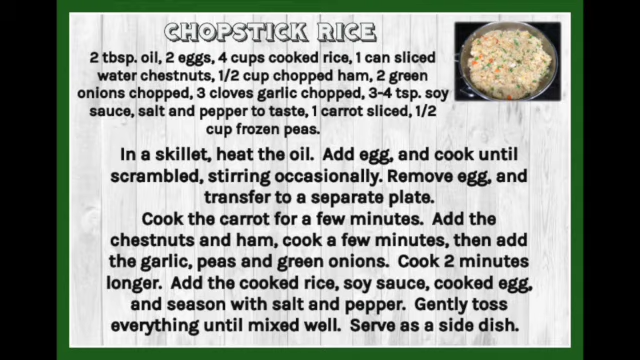 CHOPSTICK RICE
2 tbsp. oil, 2 eggs, 4 cups cooked rice, 1 can sliced
water chestnuts, 1/2 cup chopped ham, 2 green
onions chopped, 3 cloves garlic chopped, 3-4 tsp. soy
sauce, salt and pepper to taste, 1 carrot sliced, 1/2
cup frozen peas.
In a skillet, heat the oil. Add egg, and cook until
scrambled, stirring occasionally. Remove egg, and
transfer to a separate plate.
Cook the carrot for a few minutes. Add the
chestnuts and ham, cook a few minutes, then add
the garlic, peas and green onions. Cook 2 minutes
longer. Add the cooked rice, soy sauce, cooked egg,
and season with salt and pepper. Gently toss
everything until mixed well. Serve as a side dish.